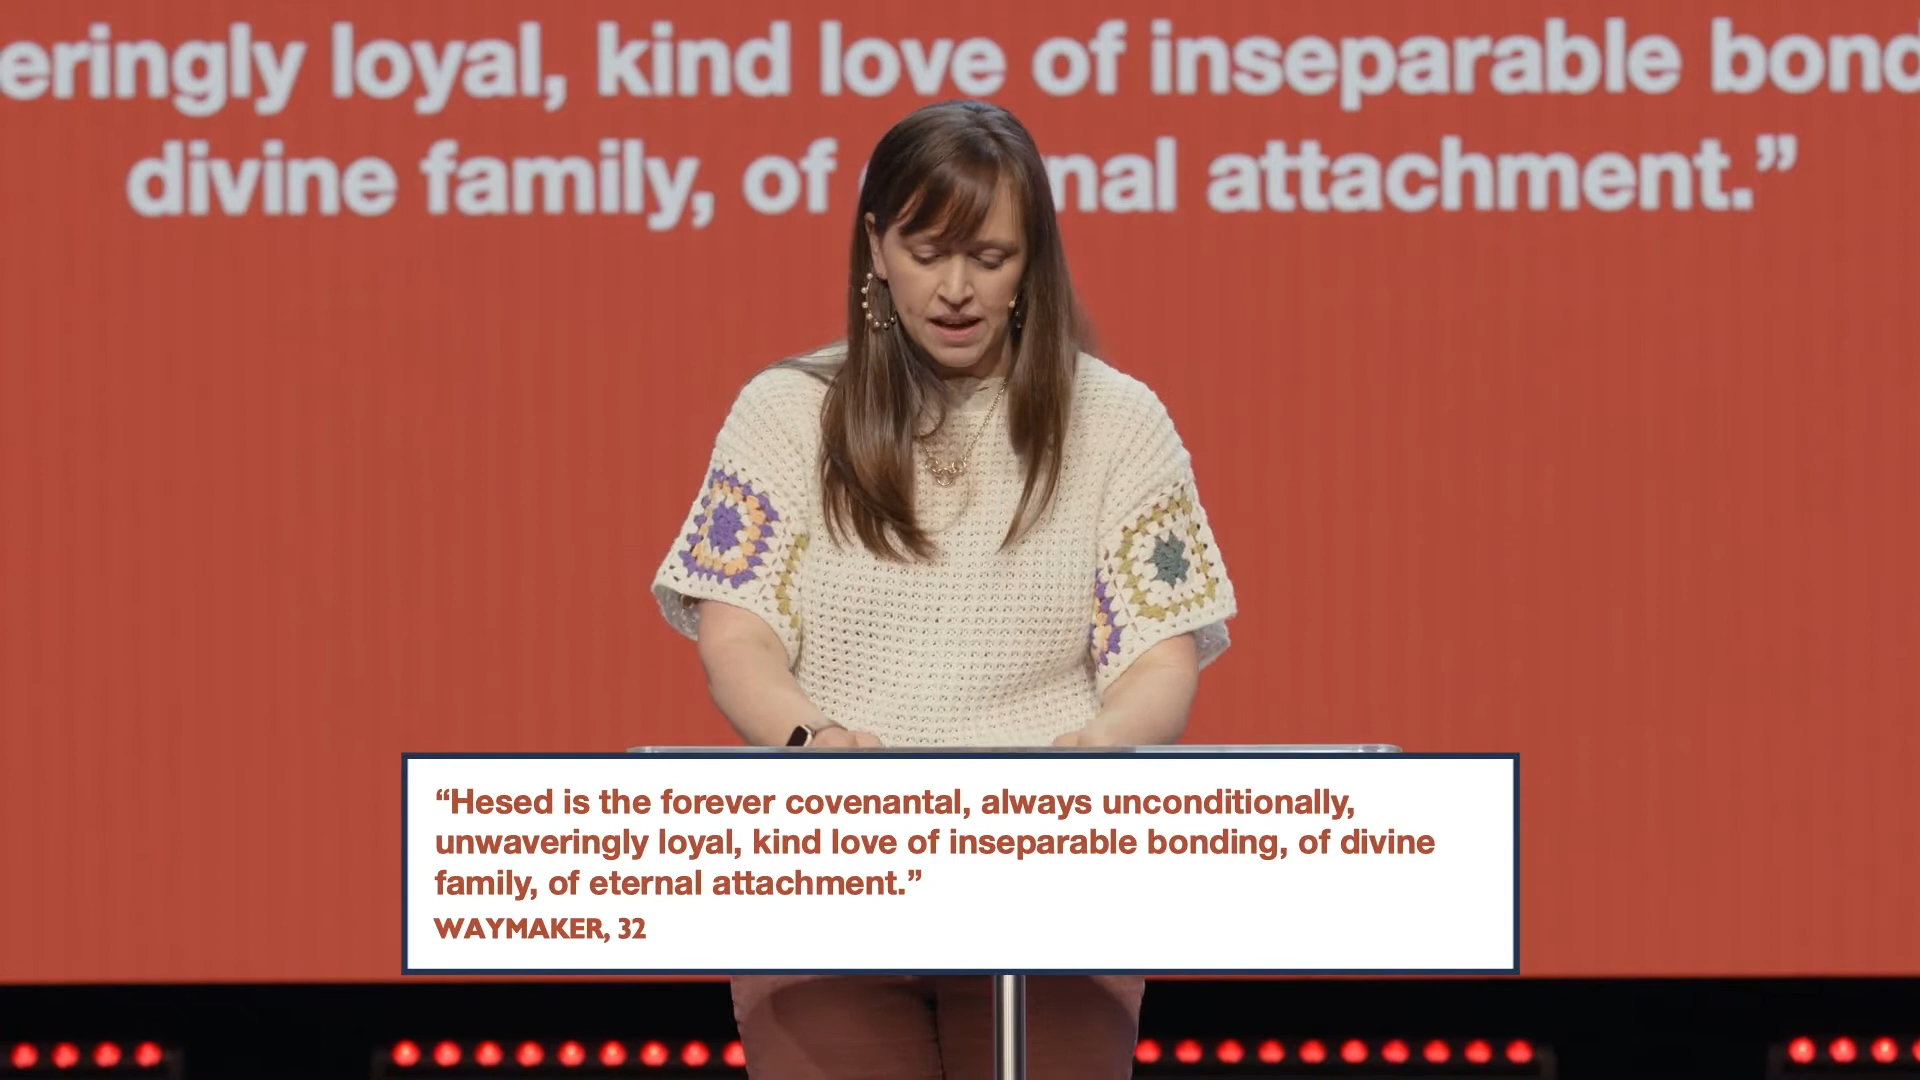 eringly loyal, kind love of inseparable bond
divine family, of nal attachment.”
“Hesed is the forever covenantal, always unconditionally,
unwaveringly loyal, kind love of inseparable bonding, of divine
family, of eternal attachment.”
WAYMAKER, 32